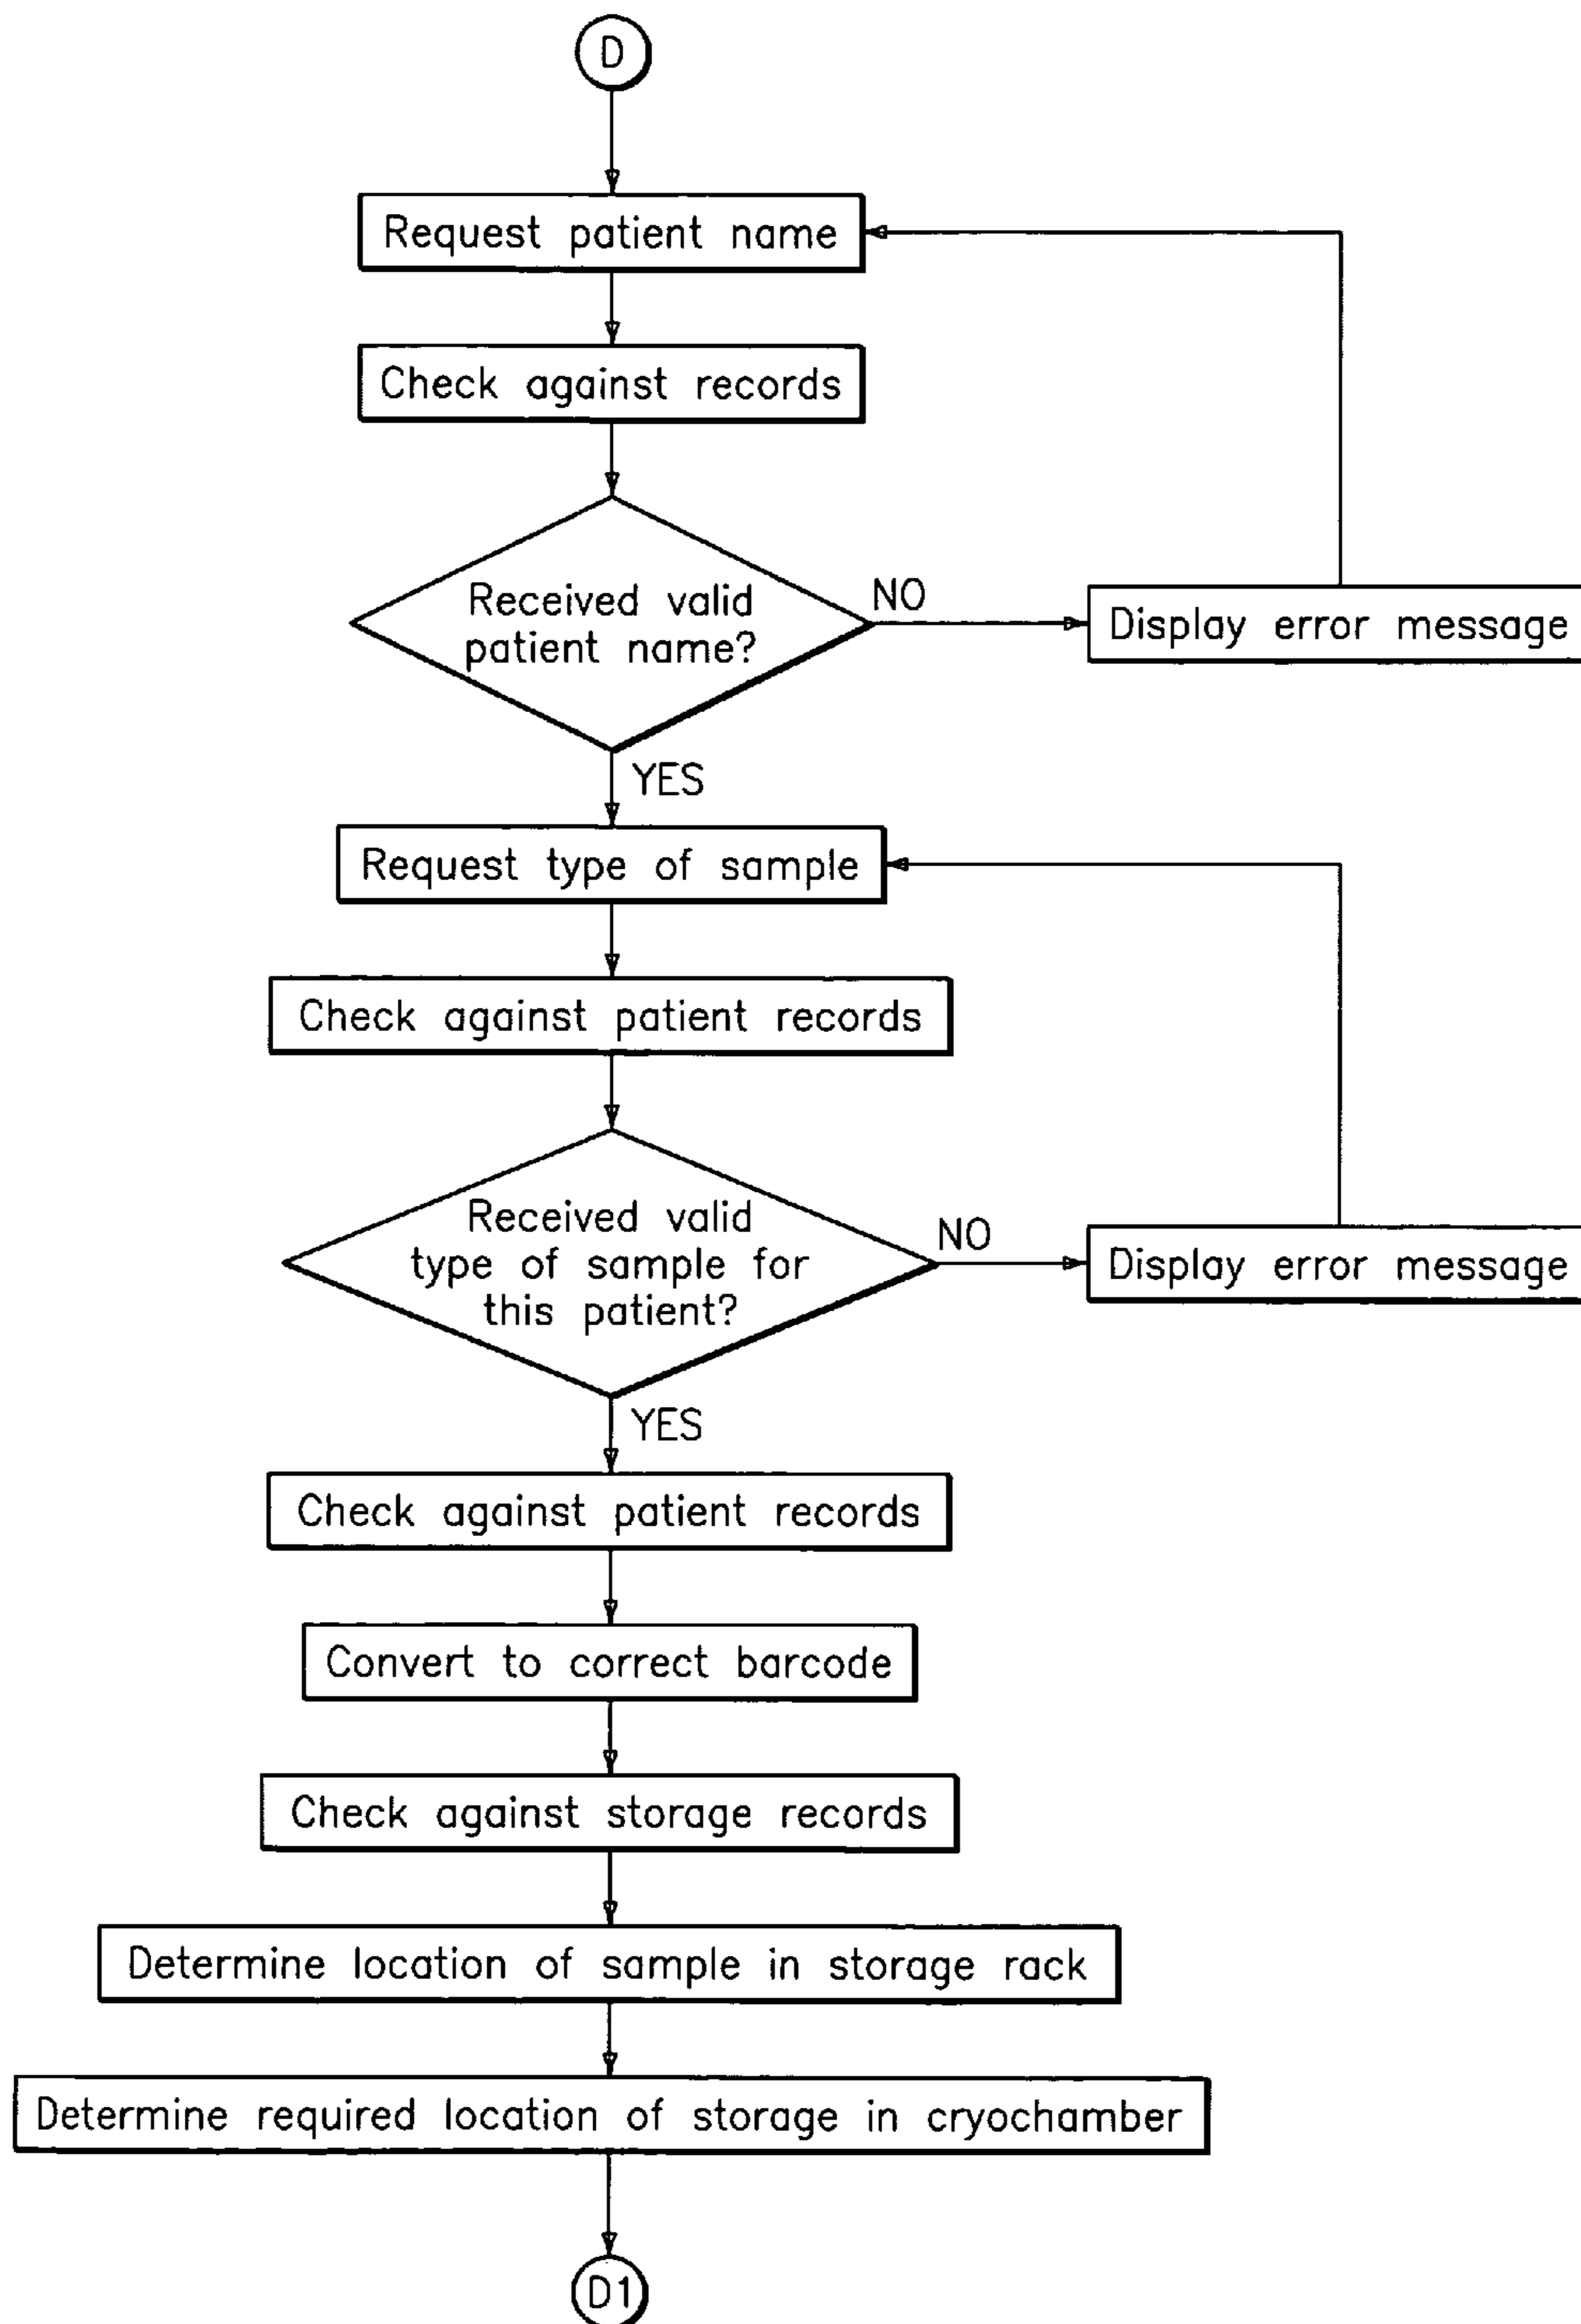 D
Request patient name
Check against records
Received valid
patient name?
NO
Display error message
YES
Request type of sample
Check against patient records
Received valid
type of sample for
this patient?
NO
Display error message
YES
Check against patient records
Convert to correct barcode
Check against storage records
Determine location of sample in storage rack
Determine required location of storage in cryochamber
D1